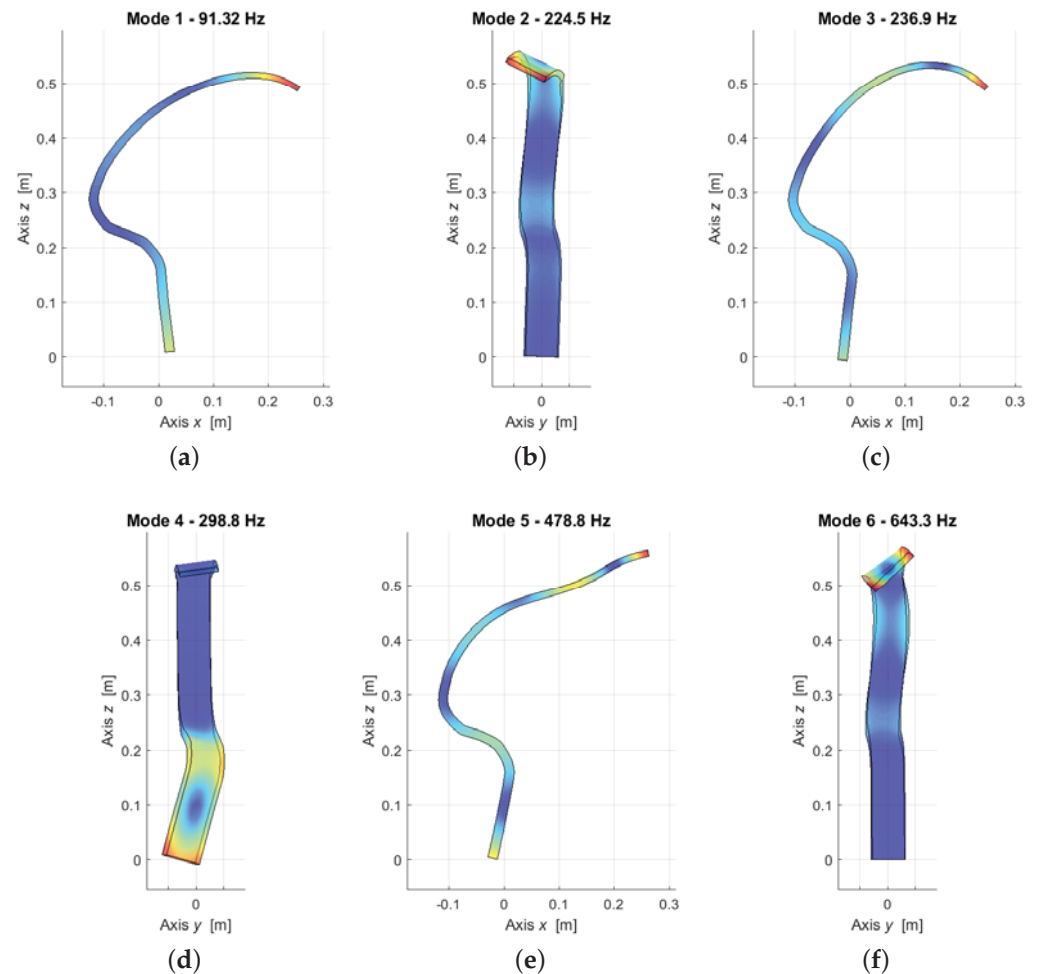 Mode 1 - 91.32 Hz
Mode 2 - 224.5 Hz
Mode 3 - 236.9 Hz
Axis z [m]
0.5
0.4
0.3
0.2
0.1
0
-0.1 0 0.1 0.2 0.3
Axis x [m]
Axis z [m]
0.5
0.4
0.3
0.2
0.1
0
0
Axis y [m]
Axis z [m]
0.5
0.4
0.3
0.2
0.1
0
-0.1 0 0.1 0.2 0.3
Axis x [m]
(a)
(b)
(c)
Mode 4 - 298.8 Hz
Mode 5 - 478.8 Hz
Mode 6 - 643.3 Hz
Axis z [m]
0.5
0.4
0.3
0.2
0.1
0
0
Axis y [m]
Axis z [m]
0.5
0.4
0.3
0.2
0.1
0
-0.1 0 0.1 0.2 0.3
Axis x [m]
Axis z [m]
0.5
0.4
0.3
0.2
0.1
0
0
Axis y [m]
(d)
(e)
(f)